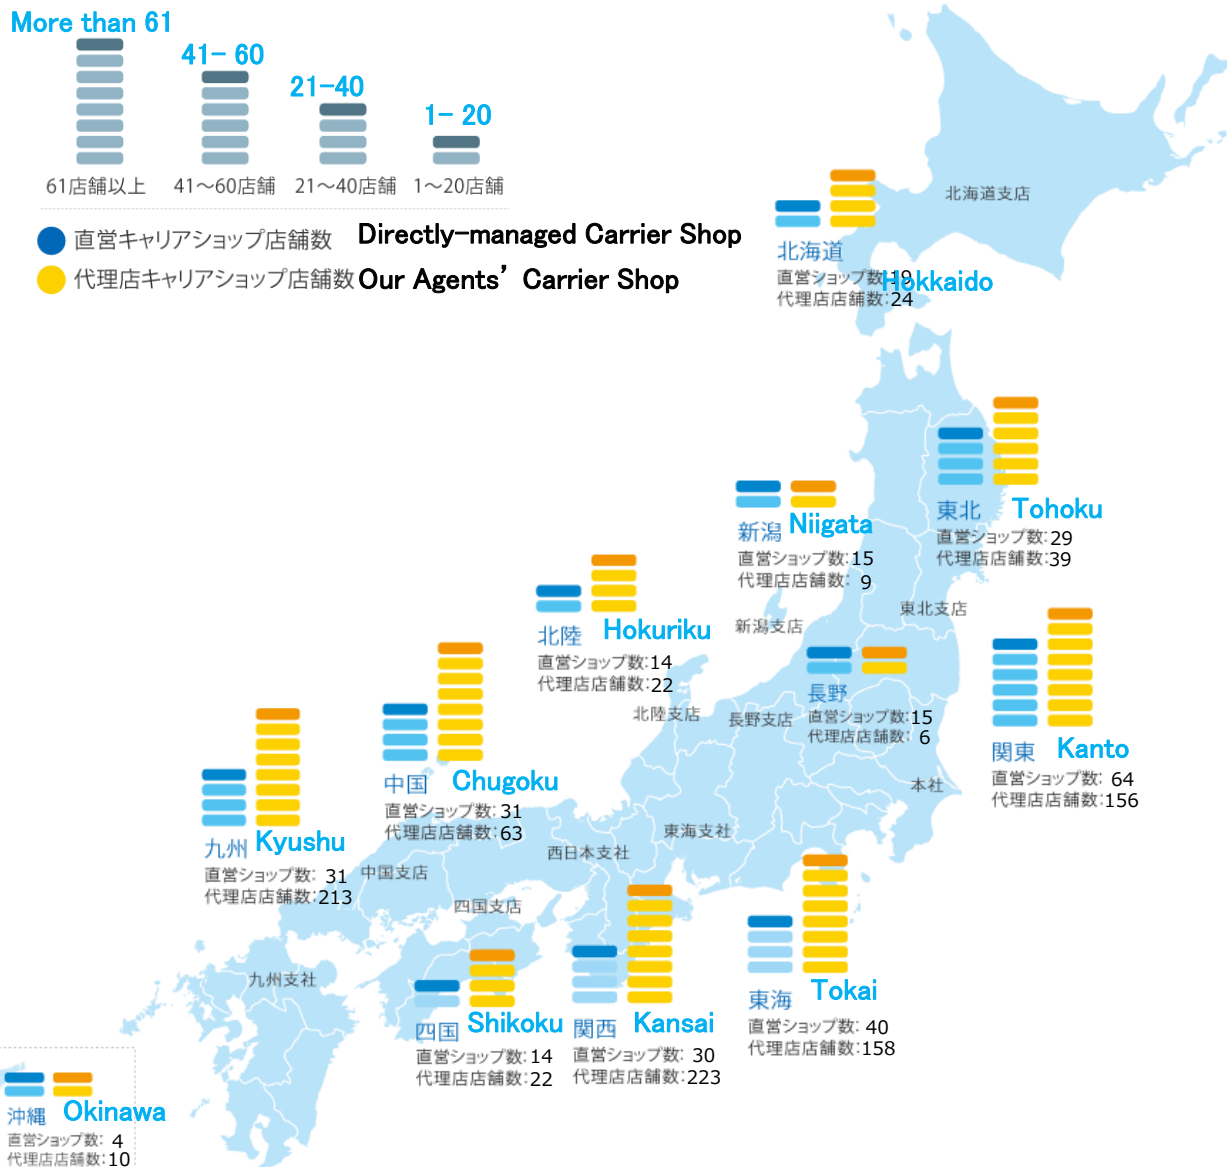 More than 61
41− 60
21−40
1− 20
61店舗以上
41～60店舗
21～40店舗
1～20店舗
直営キャリアショップ店舗数
Directly−managed Carrier Shop
代理店キャリアショップ店舗数
Our Agents’ Carrier Shop
北海道支店
北海道
Hokkaido
直営ショップ数:19
代理店店舗数:24
東北
Tohoku
直営ショップ数:29
代理店店舗数:39
新潟
Niigata
直営ショップ数:15
代理店店舗数: 9
東北支店
新潟支店
北陸
Hokuriku
直営ショップ数:14
代理店店舗数:22
北陸支店
長野
直営ショップ数:15
代理店店舗数: 6
長野支店
関東
Kanto
直営ショップ数: 64
代理店店舗数:156
本社
中国
Chugoku
直営ショップ数:31
代理店店舗数:63
東海支社
西日本支社
中国支店
四国支店
九州
Kyushu
直営ショップ数: 31
代理店店舗数:213
九州支社
東海
Tokai
直営ショップ数: 40
代理店店舗数:158
四国
Shikoku
直営ショップ数:14
代理店店舗数:22
関西
Kansai
直営ショップ数: 30
代理店店舗数:223
沖縄
Okinawa
直営ショップ数: 4
代理店店舗数:10